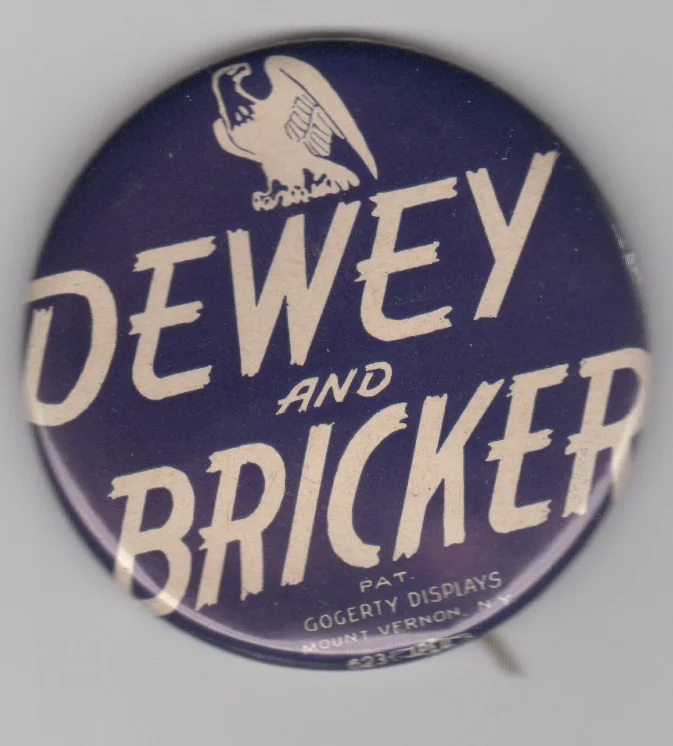 DEWEY
AND
BRICKER
PAT.
GOGERTY DISPLAYS
MOUNT VERNON, N.Y.